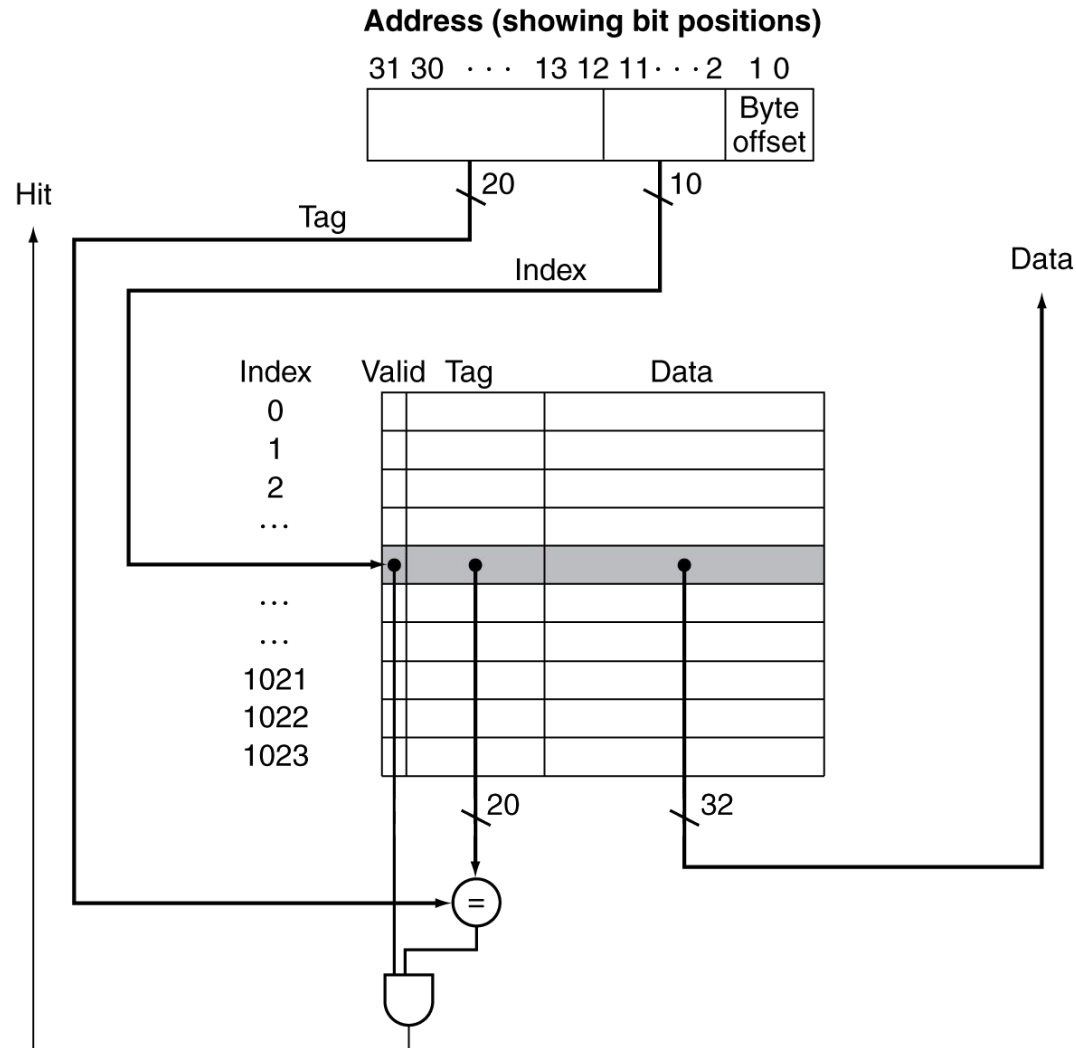 Address (showing bit positions)
31 30 · · · 13 12 11 · · · 2 1 0
Byte
offset
20
10
Hit
Tag
Index
Data
Index Valid Tag Data
0
1
2
...
...
...
1021
1022
1023
20
32
=